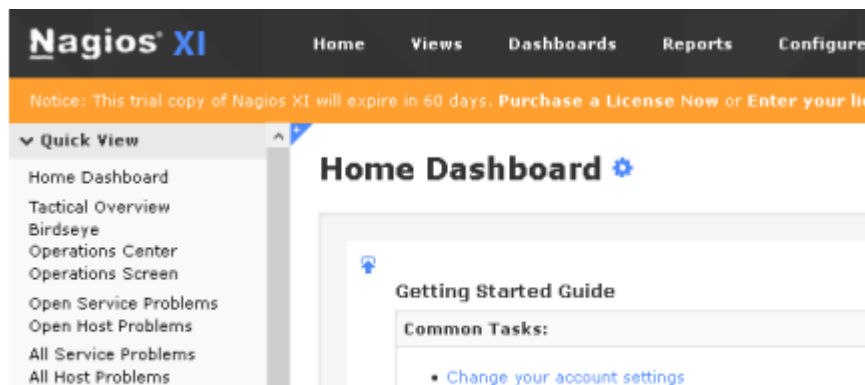 Nagios® XI
Home Views Dashboards Reports Configure
Notice: This trial copy of Nagios XI will expire in 60 days. Purchase a License Now or Enter your
Quick View
Home Dashboard
Tactical Overview
Birdseye
Operations Center
Operations Screen
Open Service Problems
Open Host Problems
All Service Problems
All Host Problems
Home Dashboard
Getting Started Guide
Common Tasks:
• Change your account settings